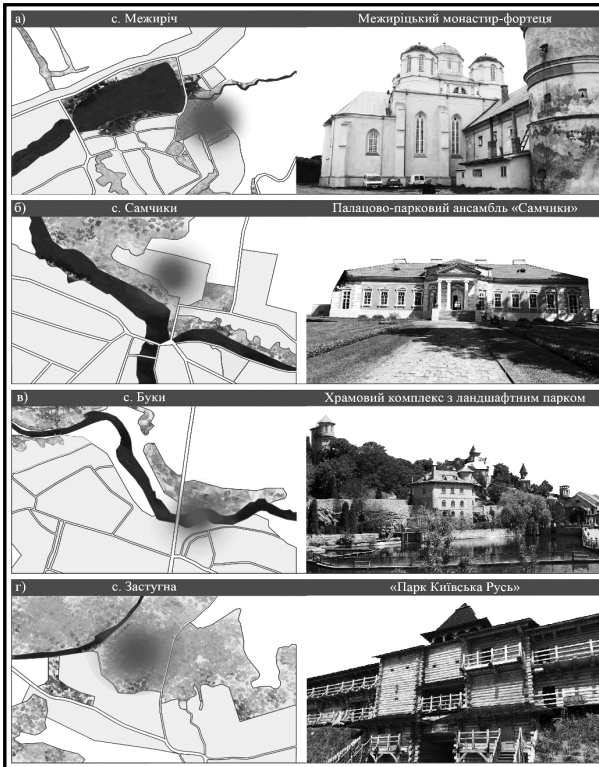 а) с. Межиріч Межиріцький монастир-фортеця
б) с. Самчики Палацово-парковий ансамбль «Самчики»
в) с. Буки Храмовий комплекс з ландшафтним парком
г) с. Застугна «Парк Київська Русь»